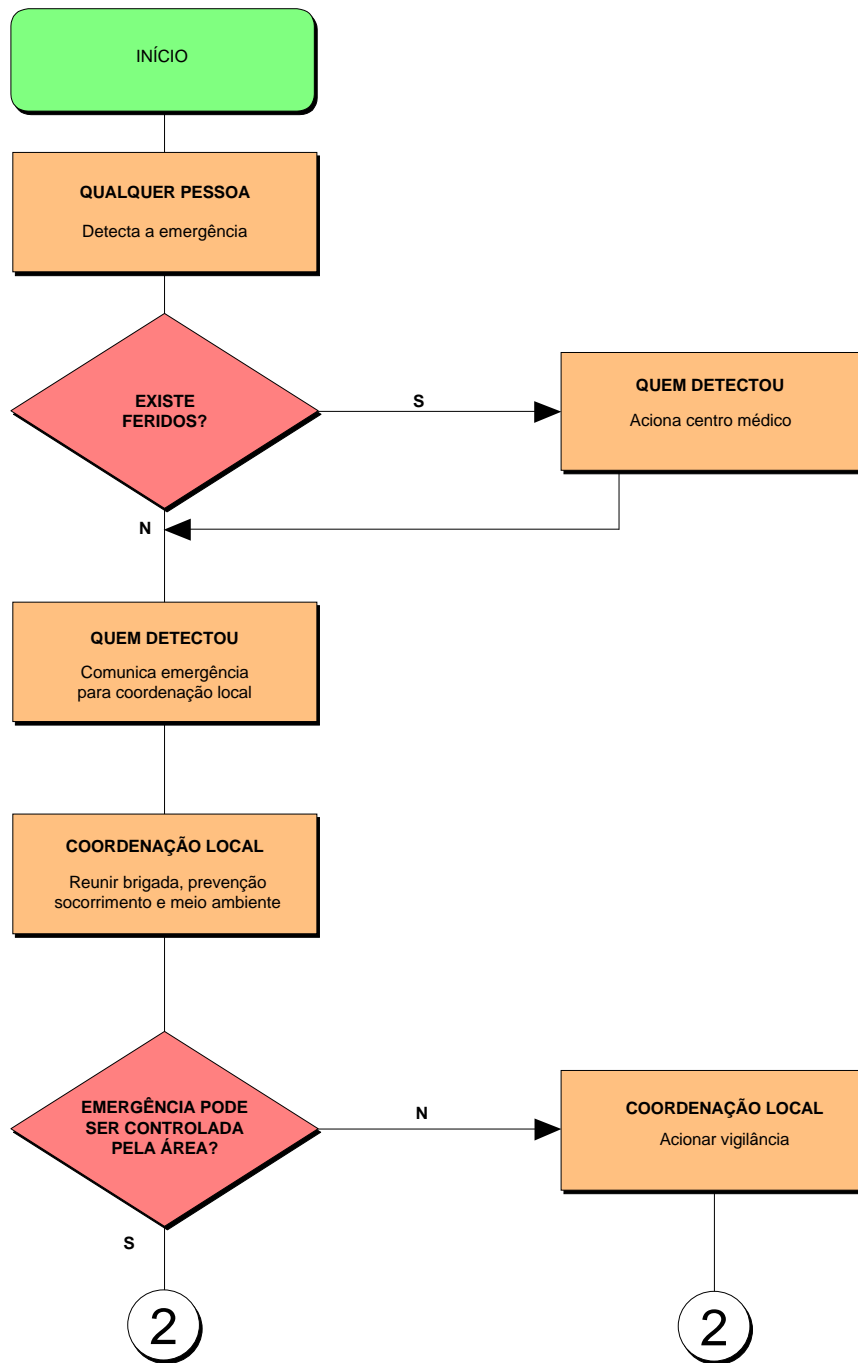 INÍCIO
QUALQUER PESSOA
Detecta a emergência
EXISTE
FERIDOS?
S
QUEM DETECTOU
Aciona centro médico
N
QUEM DETECTOU
Comunica emergência
para coordenação local
COORDENAÇÃO LOCAL
Reunir brigada, prevenção
socorrimento e meio ambiente
EMERGÊNCIA PODE
SER CONTROLADA
PELA ÁREA?
N
COORDENAÇÃO LOCAL
Acionar vigilância
S
2
2